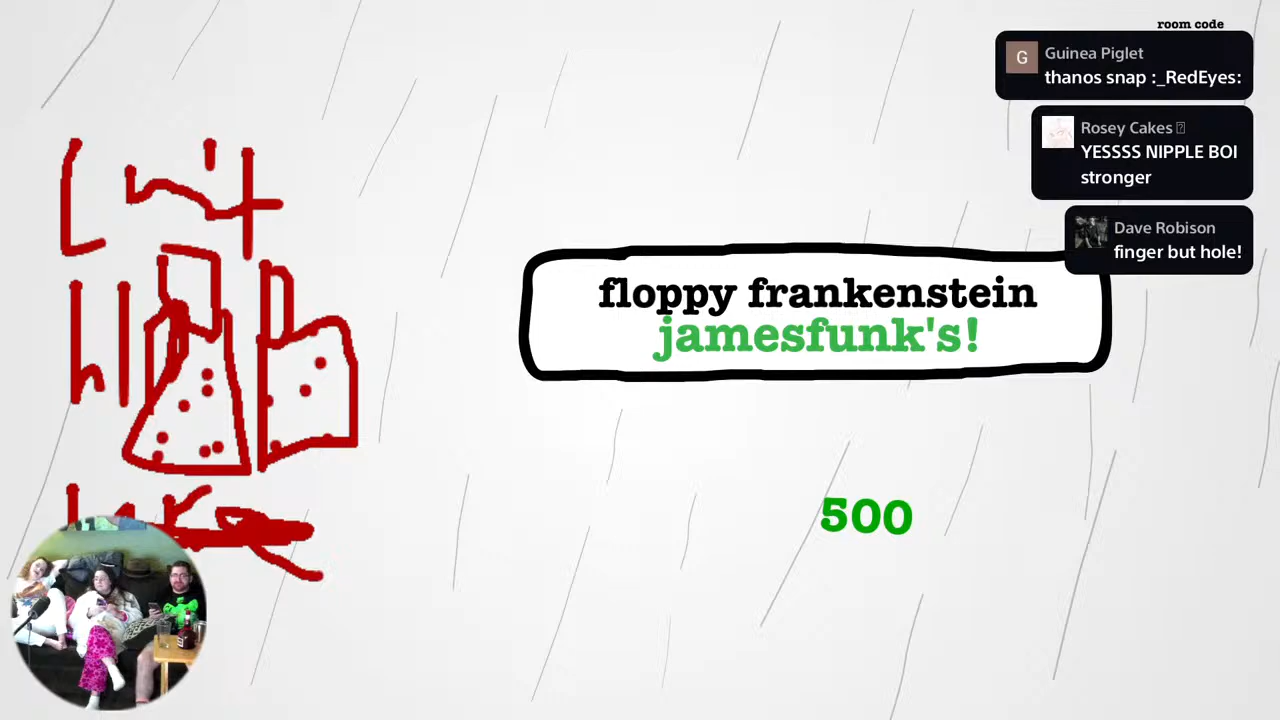 room code
G
Guinea Piglet
thanos snap :_RedEyes:
Rosey Cakes
YESSSS NIPPLE BOI
stronger
Dave Robison
finger but hole!
floppy frankenstein
jamesfunk's!
500